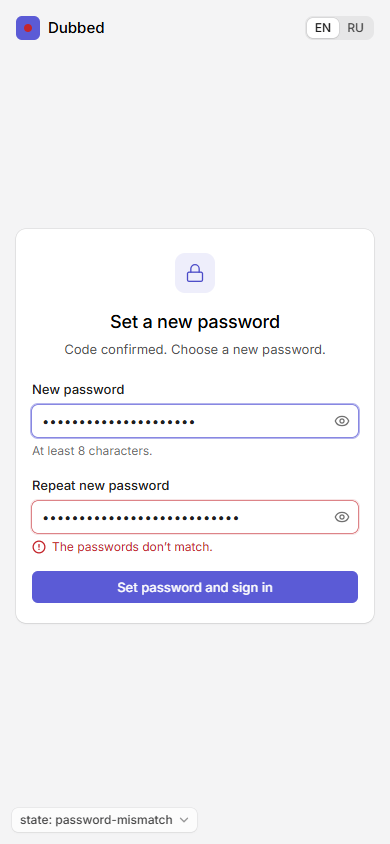 Dubbed
EN RU
Set a new password
Code confirmed. Choose a new password.
New password
•••••••••••••••••••••
At least 8 characters.
Repeat new password
•••••••••••••••••••••••••••
The passwords don't match.
Set password and sign in
state: password-mismatch